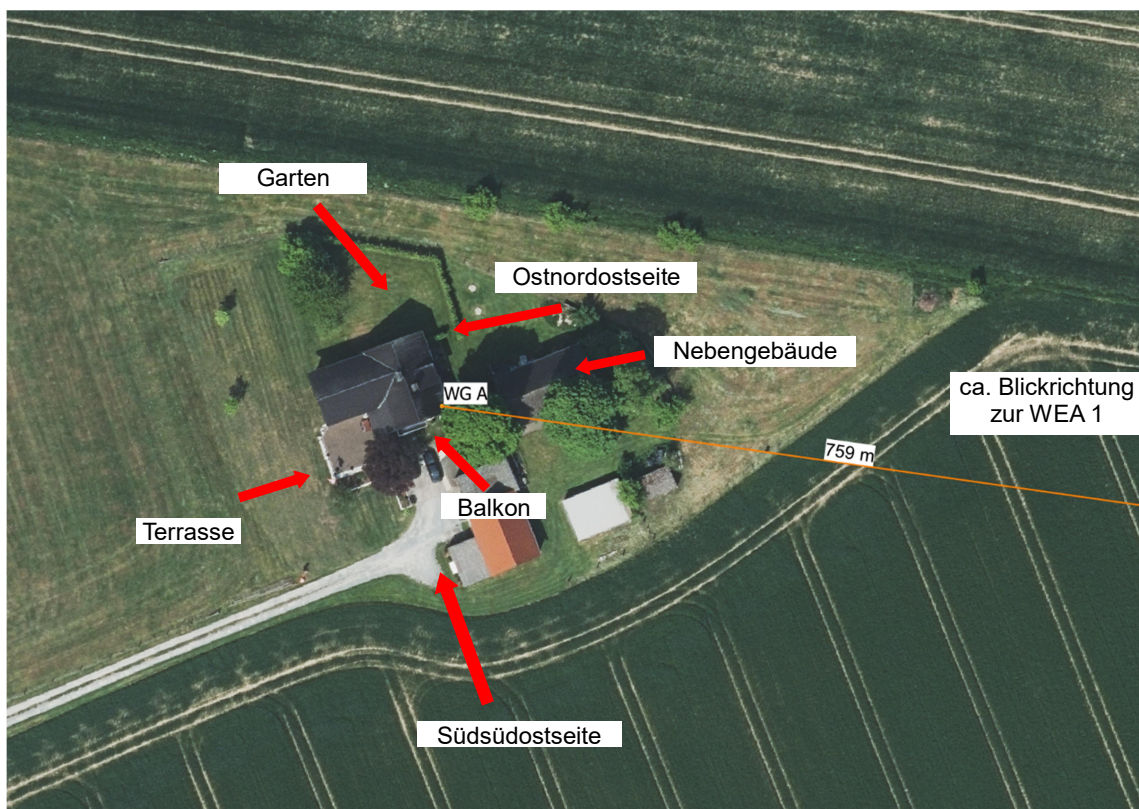 Garten
Ostnordostseite
Nebengebäude
WG A
ca. Blickrichtung
zur WEA 1
759 m
Balkon
Terrasse
Südsüdostseite